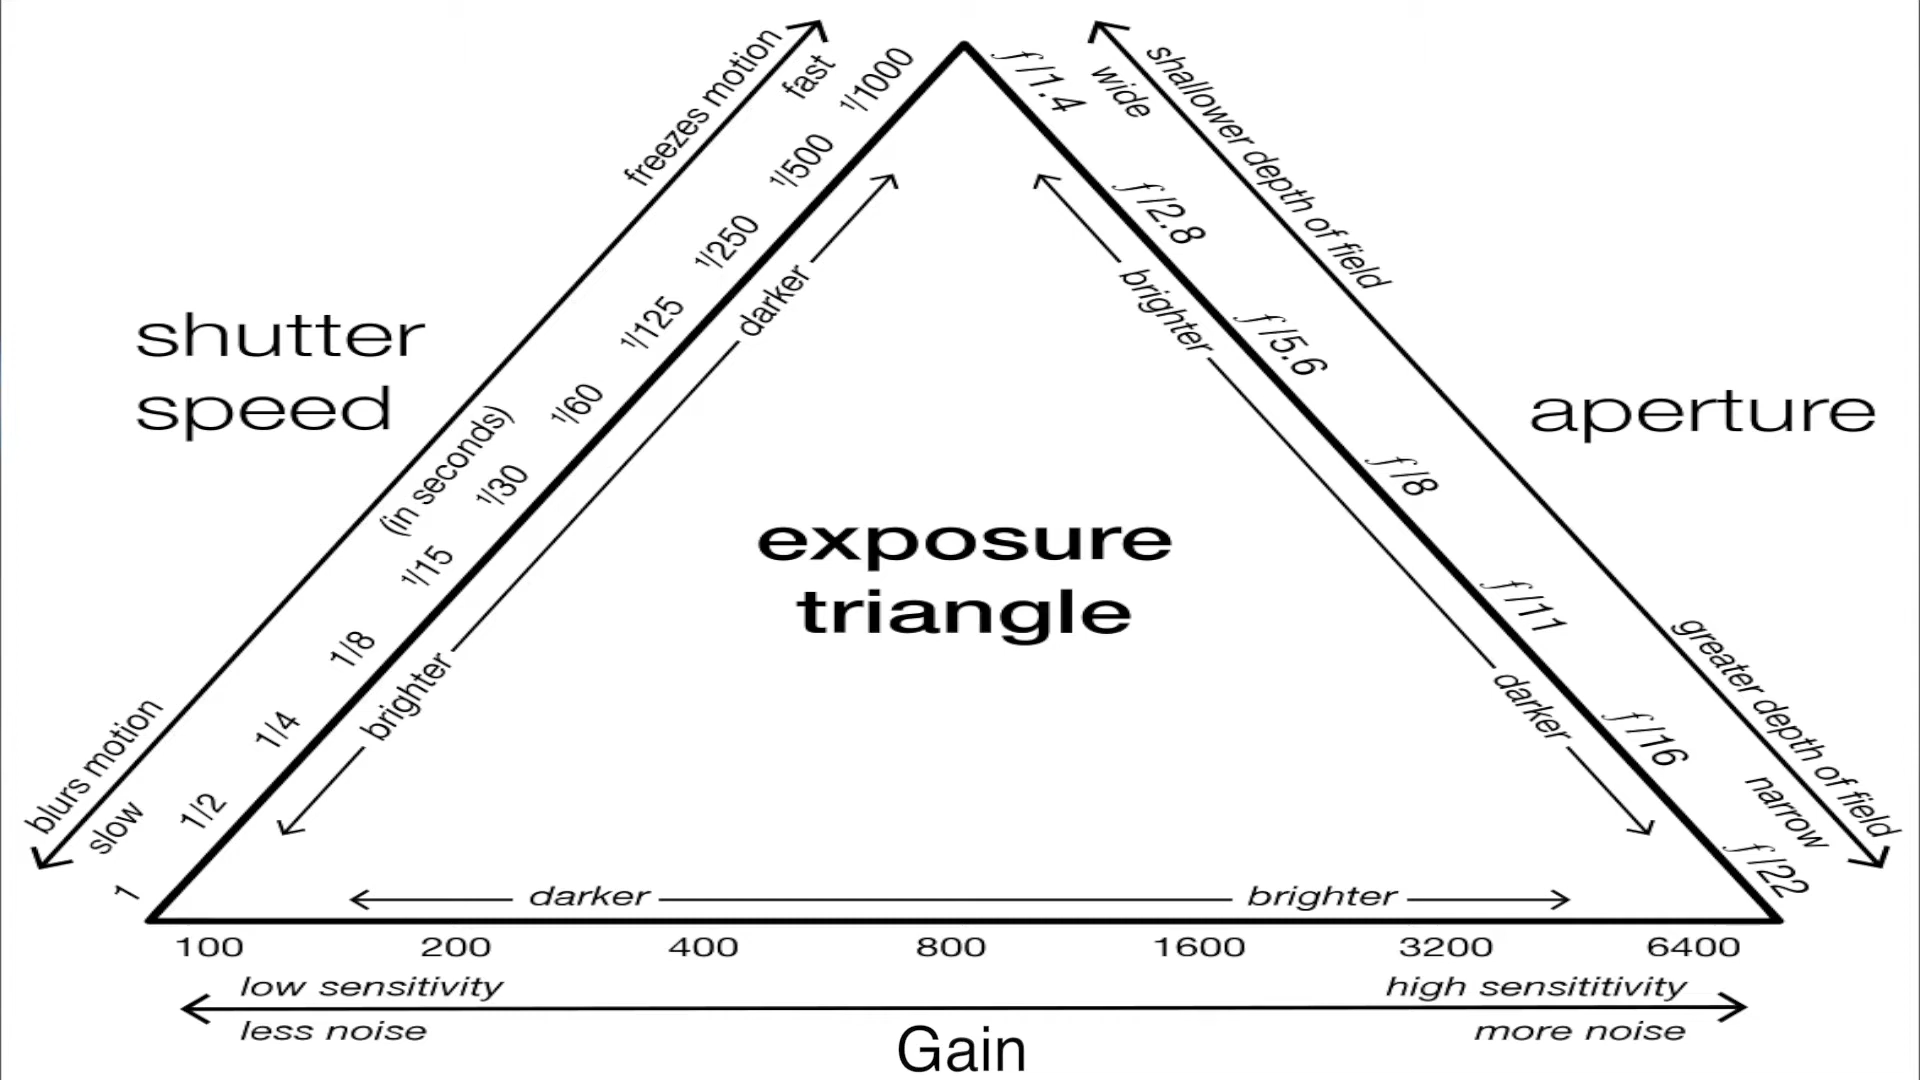 shutter
speed
freezes motion
fast
(in seconds)
blurs motion
slow
1/1000
1/500
1/250
1/125
1/60
1/30
1/15
1/8
1/4
1/2
1
darker
brighter
exposure
triangle
aperture
shallower depth of field
wide
greater depth of field
narrow
ƒ/1.4
ƒ/2.8
ƒ/5.6
ƒ/8
ƒ/11
ƒ/16
ƒ/22
brighter
darker
darker
brighter
100 200 400 800 1600 3200 6400
low sensitivity
high sensititivity
less noise
more noise
Gain